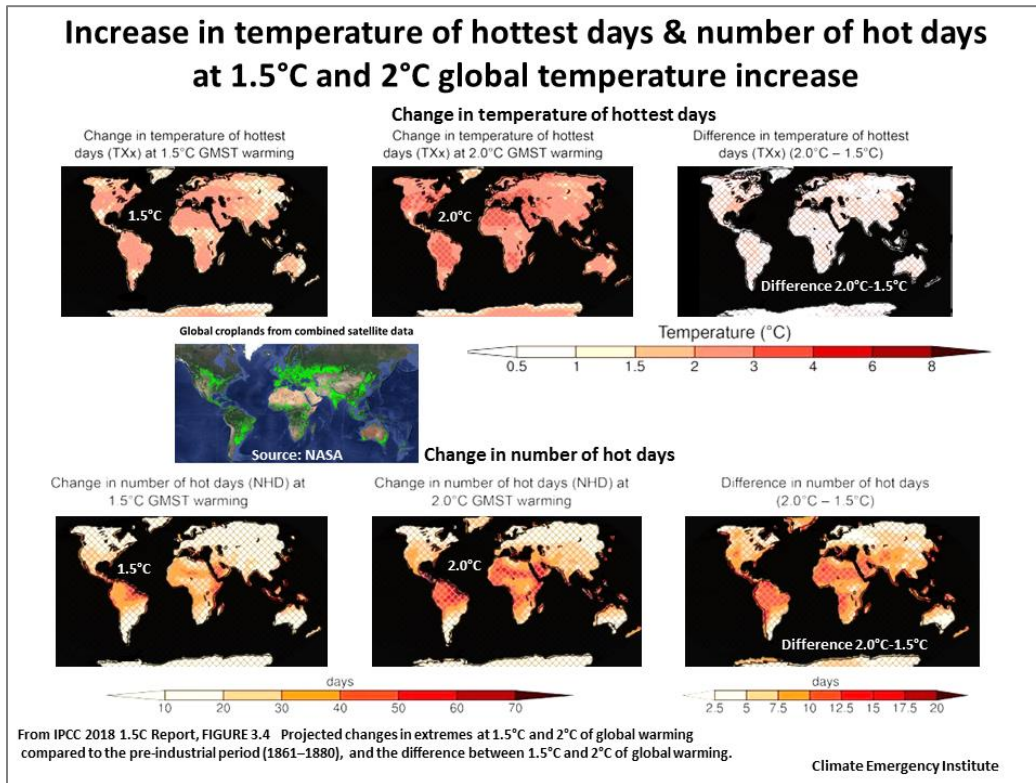 Increase in temperature of hottest days & number of hot days
at 1.5°C and 2°C global temperature increase
Change in temperature of hottest days
Change in temperature of hottest
days (TXx) at 1.5°C GMST warming
Change in temperature of hottest
days (TXx) at 2.0°C GMST warming
Difference in temperature of hottest
days (TXx) (2.0°C – 1.5°C)
1.5°C
2.0°C
Difference 2.0°C-1.5°C
Global croplands from combined satellite data
Source: NASA
Temperature (°C)
0.5 1 1.5 2 3 4 6 8
Change in number of hot days
Change in number of hot days (NHD) at
1.5°C GMST warming
Change in number of hot days (NHD) at
2.0°C GMST warming
Difference in number of hot days
(2.0°C – 1.5°C)
1.5°C
2.0°C
Difference 2.0°C-1.5°C
days
10 20 30 40 50 60 70
days
2.5 5 7.5 10 12.5 15 17.5 20
From IPCC 2018 1.5C Report, FIGURE 3.4 Projected changes in extremes at 1.5°C and 2°C of global warming
compared to the pre-industrial period (1861–1880), and the difference between 1.5°C and 2°C of global warming.
Climate Emergency Institute